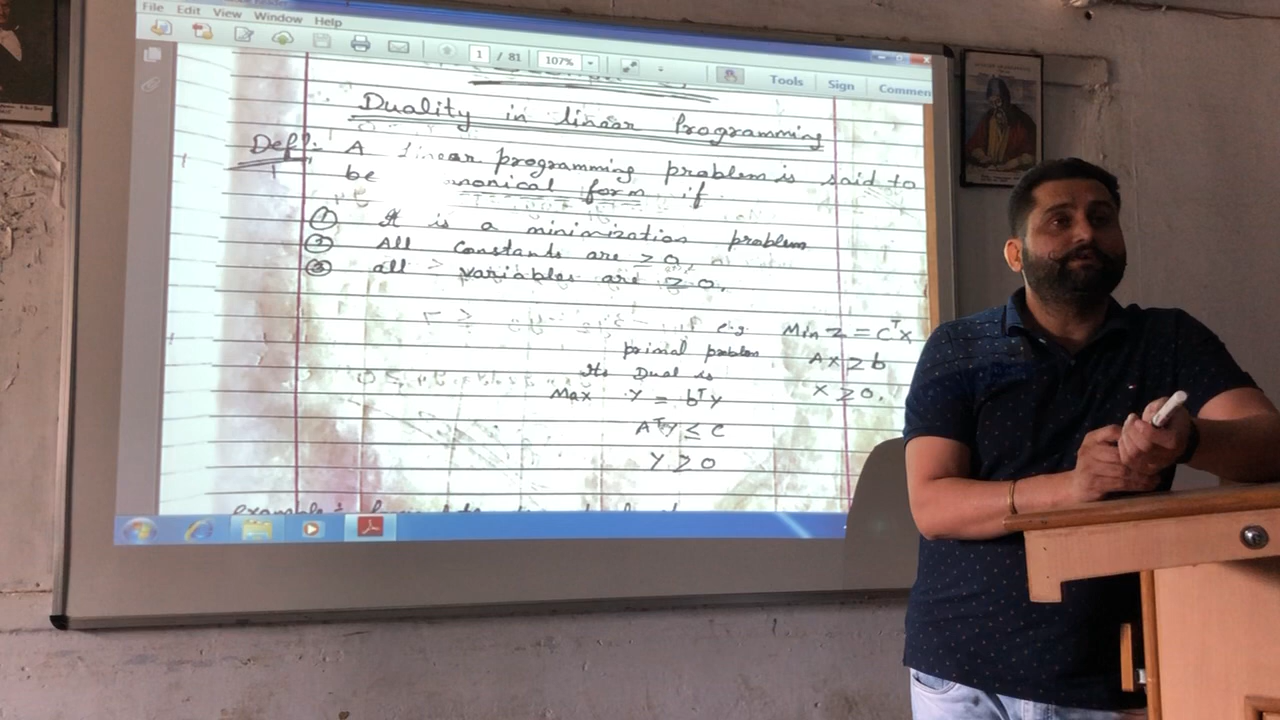 File Edit View Window Help
1 / 81 107% Tools Sign Commen
Duality in linear Programming
Defⁿ: A linear programming problem is said to
be nonical form if
① It is a minimization problem
② All constants are ≥ 0.
③ all variables are ≥ 0.
e.g. Min Z = CᵀX
primal problem AX ≥ b
Its Dual is X ≥ 0.
Max Y = bᵀY
AᵀY ≤ C
Y ≥ 0
example: